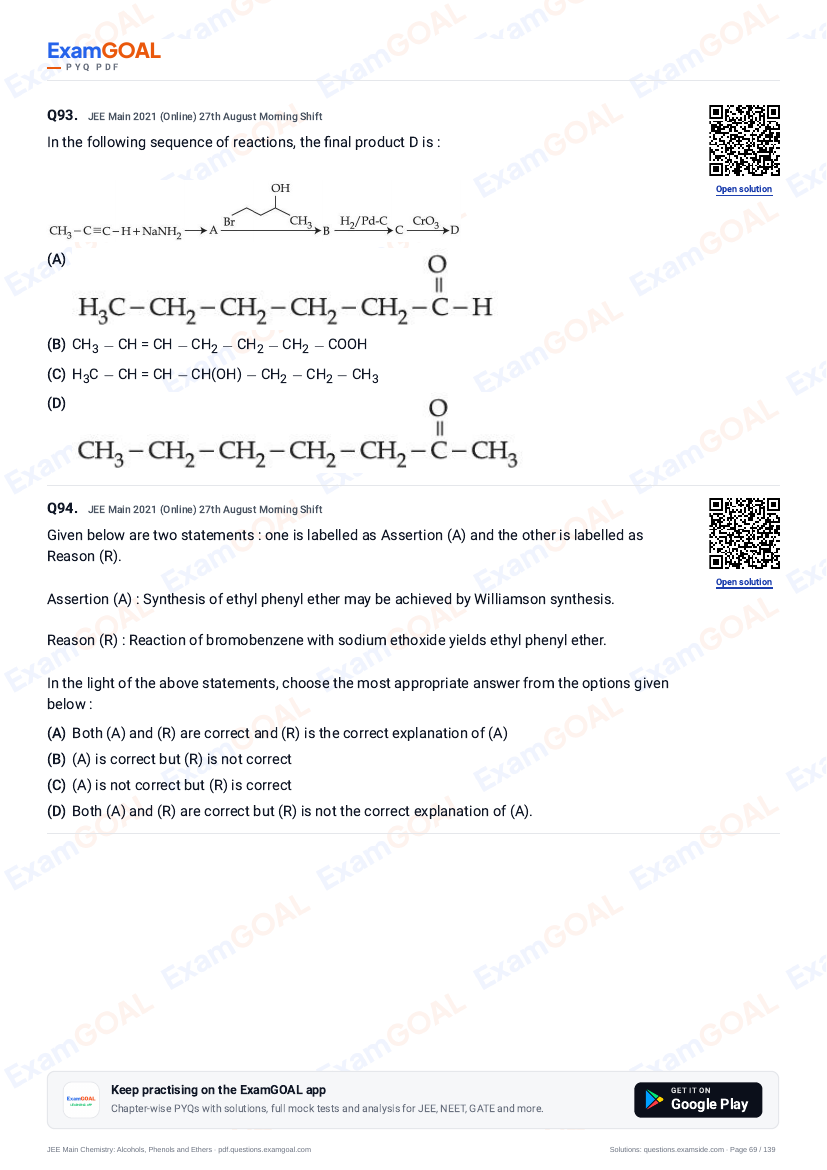 ExamGOAL
PYQ PDF
Q93. JEE Main 2021 (Online) 27th August Morning Shift
In the following sequence of reactions, the final product D is :
Open solution
OH
Br CH₃ H₂/Pd-C CrO₃
CH₃−C≡C−H+NaNH₂ ⟶ A ⟶ B ⟶ C ⟶ D
(A)
O
||
H₃C−CH₂−CH₂−CH₂−CH₂−C−H
(B) CH₃ − CH = CH − CH₂ − CH₂ − CH₂ − COOH
(C) H₃C − CH = CH − CH(OH) − CH₂ − CH₂ − CH₃
(D)
O
||
CH₃−CH₂−CH₂−CH₂−CH₂−C−CH₃
Q94. JEE Main 2021 (Online) 27th August Morning Shift
Given below are two statements : one is labelled as Assertion (A) and the other is labelled as
Reason (R).
Open solution
Assertion (A) : Synthesis of ethyl phenyl ether may be achieved by Williamson synthesis.
Reason (R) : Reaction of bromobenzene with sodium ethoxide yields ethyl phenyl ether.
In the light of the above statements, choose the most appropriate answer from the options given
below :
(A) Both (A) and (R) are correct and (R) is the correct explanation of (A)
(B) (A) is correct but (R) is not correct
(C) (A) is not correct but (R) is correct
(D) Both (A) and (R) are correct but (R) is not the correct explanation of (A).
ExamGOAL
Keep practising on the ExamGOAL app
Chapter-wise PYQs with solutions, full mock tests and analysis for JEE, NEET, GATE and more.
GET IT ON
Google Play
JEE Main Chemistry: Alcohols, Phenols and Ethers · pdf.questions.examgoal.com
Solutions: questions.examside.com · Page 69 / 139